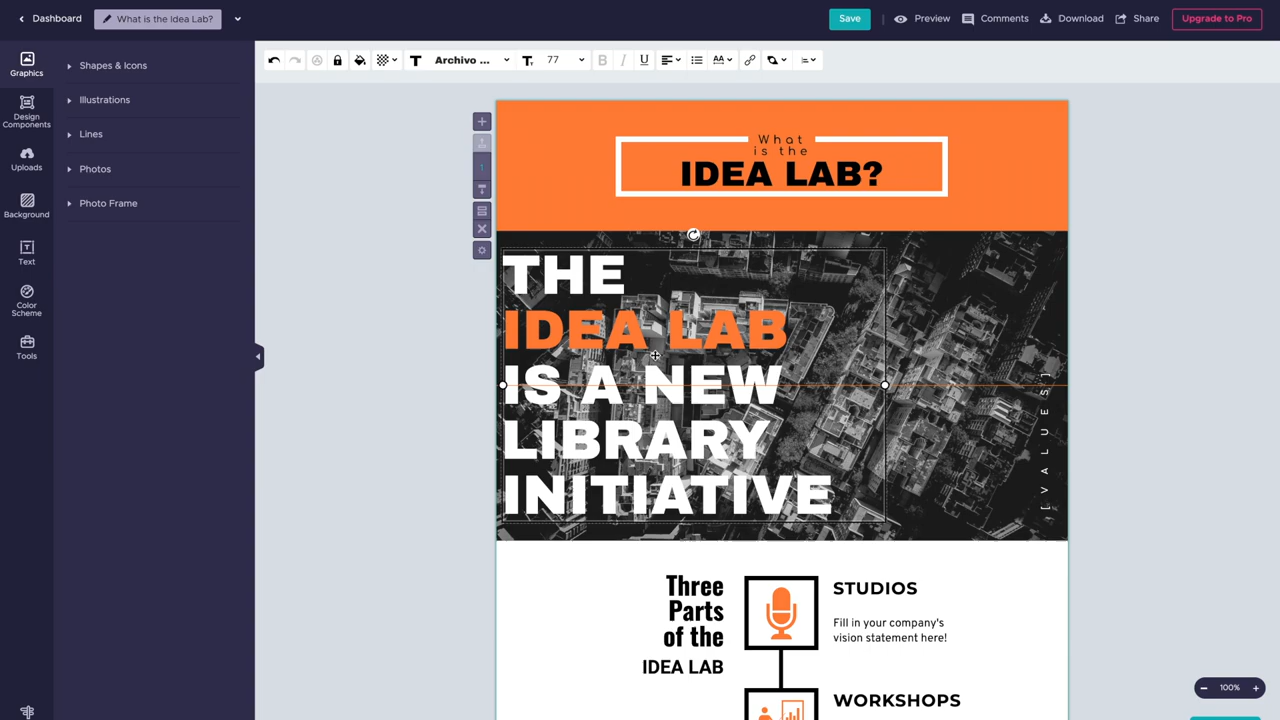 Dashboard
What is the Idea Lab?
Save
Preview
Comments
Download
Share
Upgrade to Pro
Graphics
Design
Components
Uploads
Background
Text
Color
Scheme
Tools
Shapes & Icons
Illustrations
Lines
Photos
Photo Frame
Archivo ...
77
B
I
U
AA
1
What
is the
IDEA LAB?
THE
IDEA LAB
IS A NEW
LIBRARY
INITIATIVE
[ VALUES ]
Three
Parts
of the
IDEA LAB
STUDIOS
Fill in your company's
vision statement here!
WORKSHOPS
100%